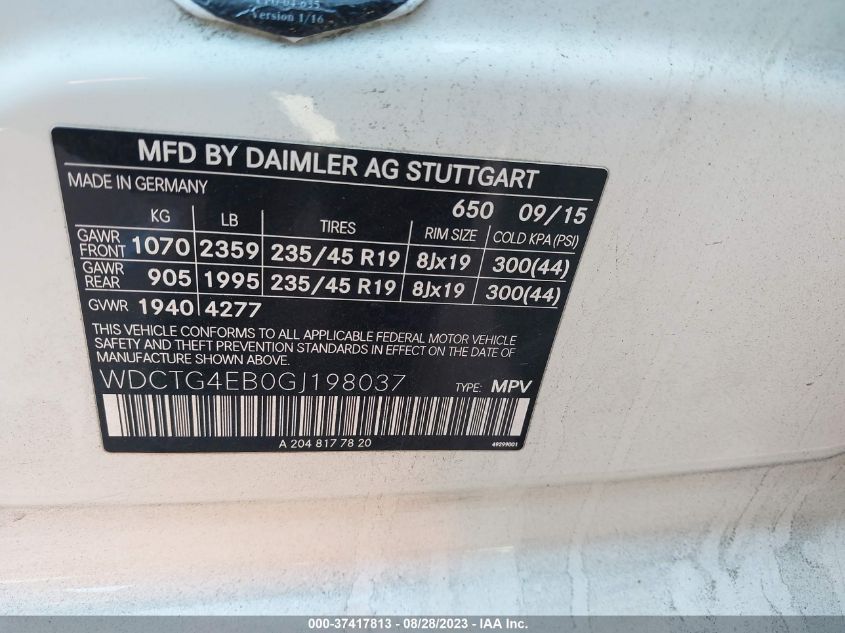 Version 1/16
MFD BY DAIMLER AG STUTTGART
MADE IN GERMANY
650 09/15
KG LB TIRES RIM SIZE COLD KPA (PSI)
GAWR FRONT 1070 2359 235/45 R19 8Jx19 300(44)
GAWR REAR 905 1995 235/45 R19 8Jx19 300(44)
GVWR 1940 4277
THIS VEHICLE CONFORMS TO ALL APPLICABLE FEDERAL MOTOR VEHICLE
SAFETY AND THEFT PREVENTION STANDARDS IN EFFECT ON THE DATE OF
WDCTG4EB0GJ198037 TYPE: MPV
A 204 817 78 20 49299001
000-37417813 - 08/28/2023 - IAA Inc.